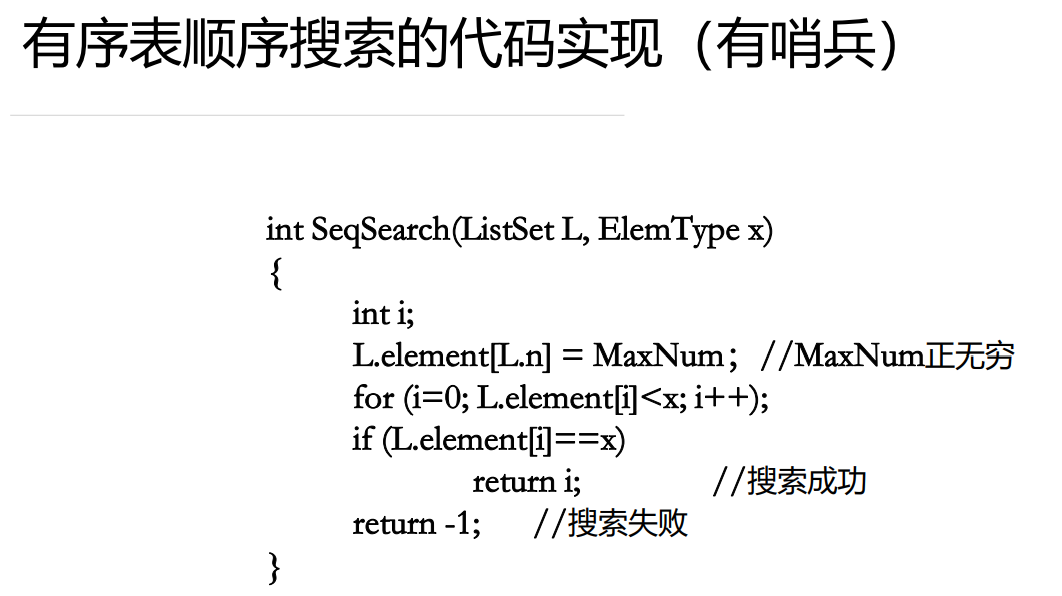 有序表顺序搜索的代码实现（有哨兵）
int SeqSearch(ListSet L, ElemType x)
{
int i;
L.element[L.n] = MaxNum；//MaxNum正无穷
for (i=0; L.element[i]<x; i++);
if (L.element[i]==x)
return i; //搜索成功
return -1; //搜索失败
}